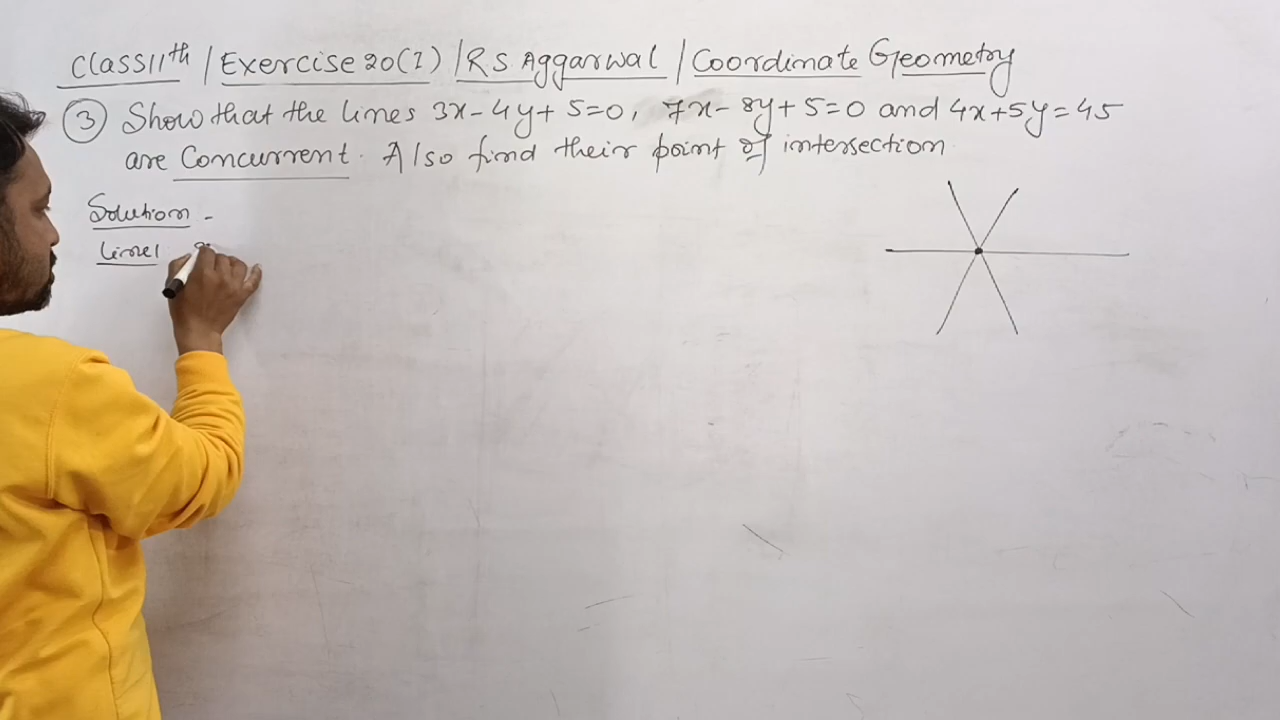 Class 11th / Exercise 20(I) / RS Aggarwal / Coordinate Geometry
③ Show that the lines 3x-4y+5=0, 7x-8y+5=0 and 4x+5y=45
are Concurrent. Also find their point of intersection.
Solution -
line1